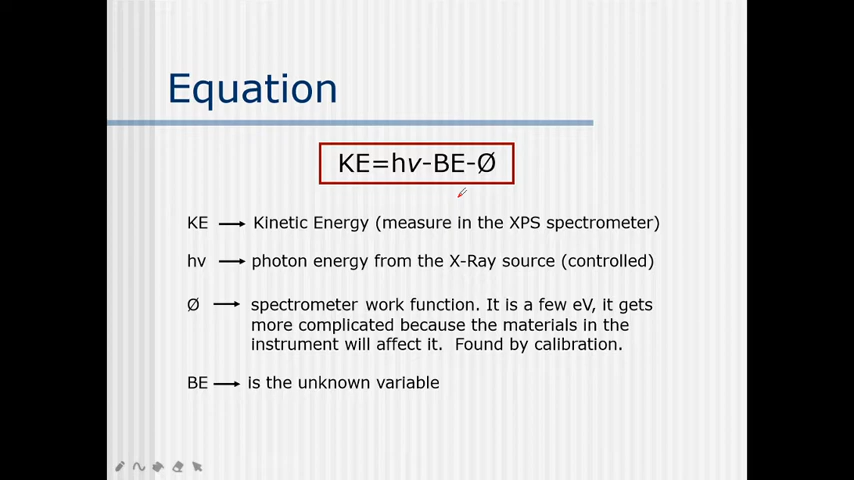 Equation
KE=hν-BE-Ø
KE → Kinetic Energy (measure in the XPS spectrometer)
hν → photon energy from the X-Ray source (controlled)
Ø → spectrometer work function. It is a few eV, it gets
more complicated because the materials in the
instrument will affect it. Found by calibration.
BE → is the unknown variable